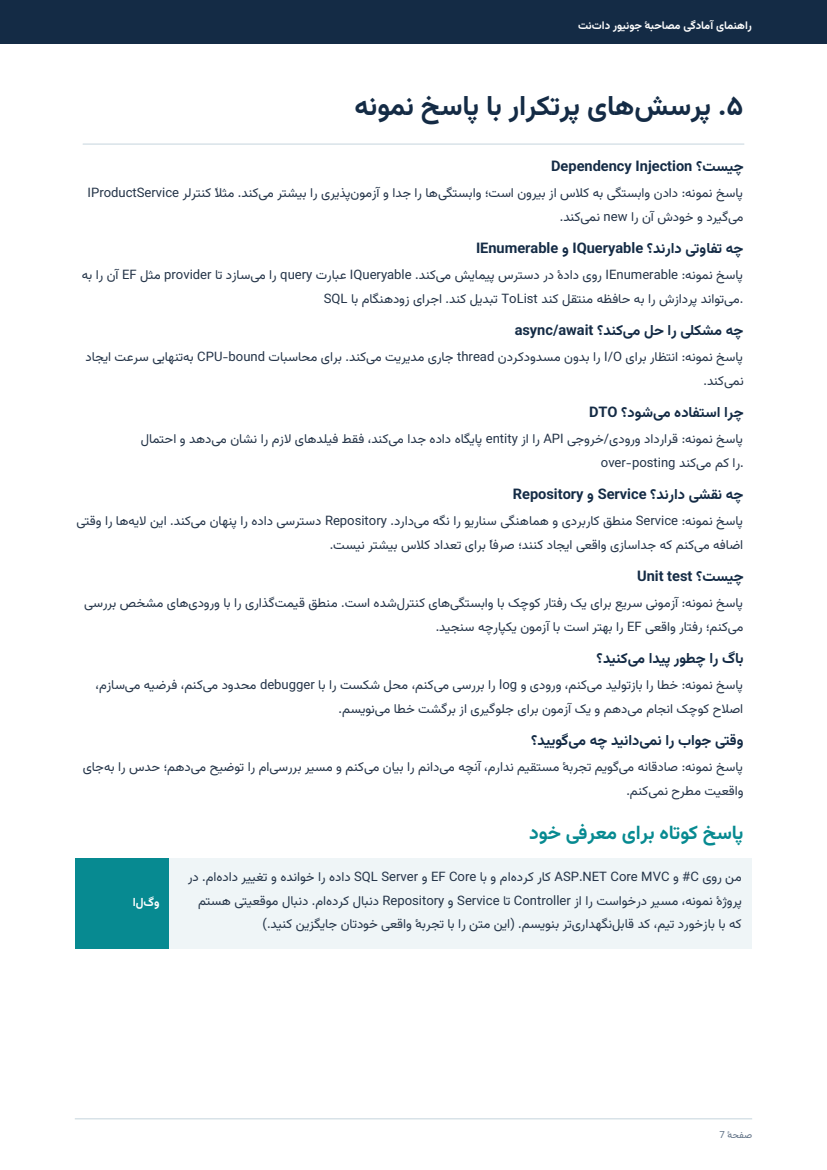 راهنمای آمادگی مصاحبهٔ جونیور دات‌نت
۵. پرسش‌های پرتکرار با پاسخ نمونه
چیست؟ Dependency Injection
پاسخ نمونه: دادن وابستگی به کلاس از بیرون است؛ وابستگی‌ها را جدا و آزمون‌پذیری را بیشتر می‌کند. مثلاً کنترلر IProductService
می‌گیرد و خودش آن را new نمی‌کند.
چه تفاوتی دارند؟ IQueryable و IEnumerable
پاسخ نمونه: IEnumerable روی دادهٔ در دسترس پیمایش می‌کند. IQueryable عبارت query را می‌سازد تا provider مثل EF آن را به
.می‌تواند پردازش را به حافظه منتقل کند ToList تبدیل کند. اجرای زودهنگام با SQL
چه مشکلی را حل می‌کند؟ async/await
پاسخ نمونه: انتظار برای I/O را بدون مسدودکردن thread جاری مدیریت می‌کند. برای محاسبات CPU-bound به‌تنهایی سرعت ایجاد
نمی‌کند.
چرا استفاده می‌شود؟ DTO
پاسخ نمونه: قرارداد ورودی/خروجی API را از entity پایگاه داده جدا می‌کند، فقط فیلدهای لازم را نشان می‌دهد و احتمال
.را کم می‌کند over-posting
چه نقشی دارند؟ Service و Repository
پاسخ نمونه: Service منطق کاربردی و هماهنگی سناریو را نگه می‌دارد. Repository دسترسی داده را پنهان می‌کند. این لایه‌ها را وقتی
اضافه می‌کنم که جداسازی واقعی ایجاد کنند؛ صرفاً برای تعداد کلاس بیشتر نیست.
چیست؟ Unit test
پاسخ نمونه: آزمونی سریع برای یک رفتار کوچک با وابستگی‌های کنترل‌شده است. منطق قیمت‌گذاری را با ورودی‌های مشخص بررسی
می‌کنم؛ رفتار واقعی EF را بهتر است با آزمون یکپارچه سنجید.
باگ را چطور پیدا می‌کنید؟
پاسخ نمونه: خطا را بازتولید می‌کنم، ورودی و log را بررسی می‌کنم، محل شکست را با debugger محدود می‌کنم، فرضیه می‌سازم،
اصلاح کوچک انجام می‌دهم و یک آزمون برای جلوگیری از برگشت خطا می‌نویسم.
وقتی جواب را نمی‌دانید چه می‌گویید؟
پاسخ نمونه: صادقانه می‌گویم تجربهٔ مستقیم ندارم، آنچه می‌دانم را بیان می‌کنم و مسیر بررسی‌ام را توضیح می‌دهم؛ حدس را به‌جای
واقعیت مطرح نمی‌کنم.
پاسخ کوتاه برای معرفی خود
من روی C# و ASP.NET Core MVC کار کرده‌ام و با EF Core و SQL Server داده را خوانده و تغییر داده‌ام. در
پروژهٔ نمونه، مسیر درخواست را از Controller تا Service و Repository دنبال کرده‌ام. دنبال موقعیتی هستم
که با بازخورد تیم، کد قابل‌نگهداری‌تر بنویسم. (این متن را با تجربهٔ واقعی خودتان جایگزین کنید.)
وگ‌لا
صفحهٔ 7